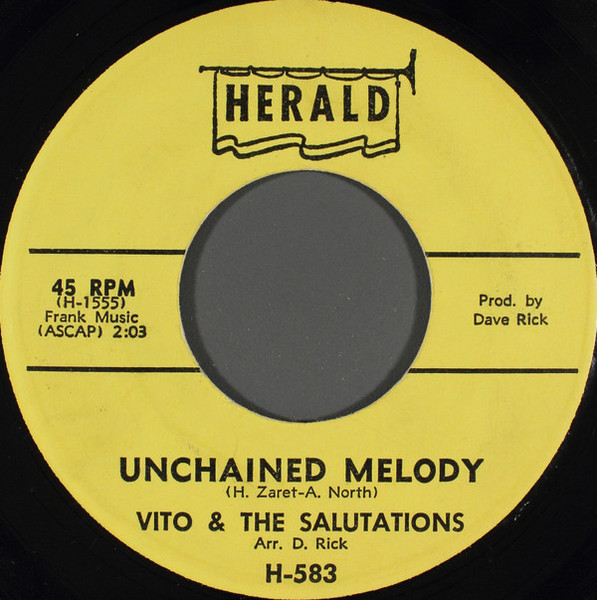 HERALD
45 RPM
(H-1555)
Frank Music
(ASCAP) 2:03
Prod. by
Dave Rick
UNCHAINED MELODY
(H. Zaret-A. North)
VITO & THE SALUTATIONS
Arr. D. Rick
H-583